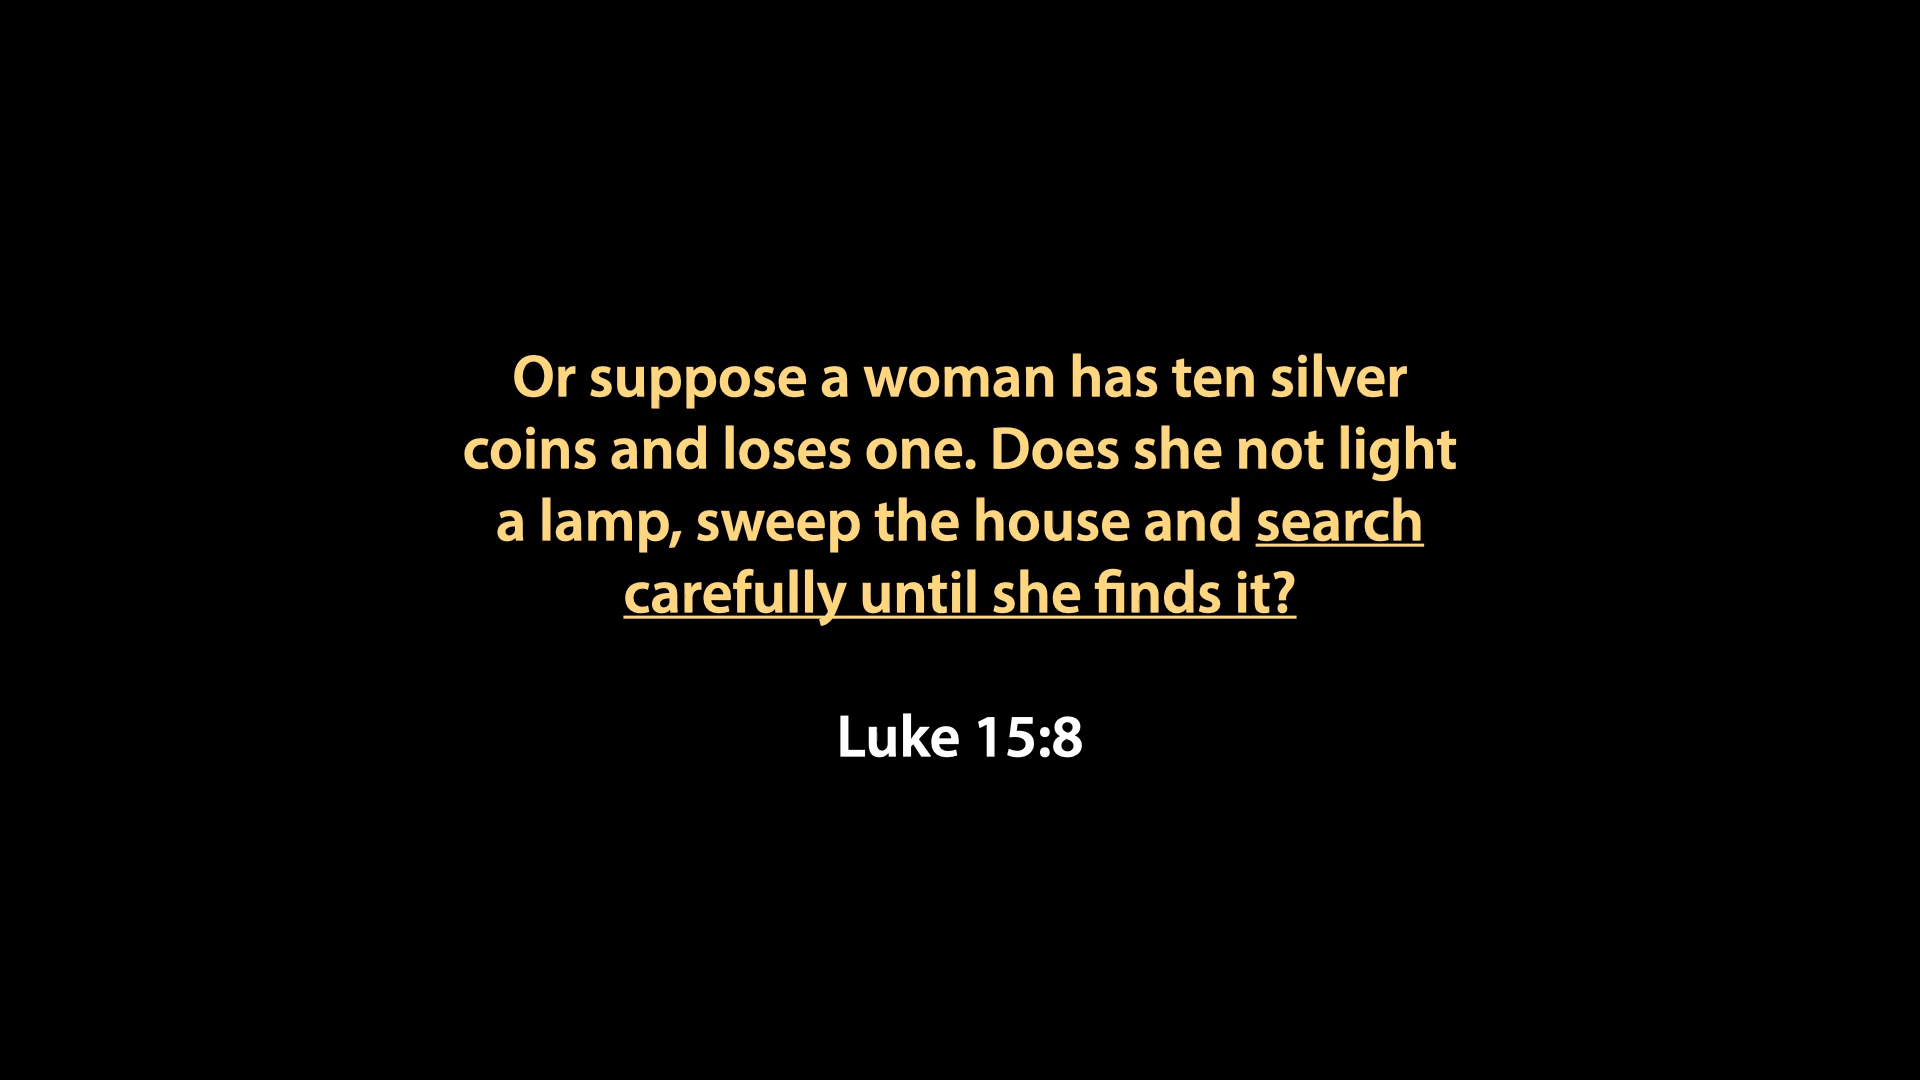 Or suppose a woman has ten silver
coins and loses one. Does she not light
a lamp, sweep the house and search
carefully until she finds it?
Luke 15:8